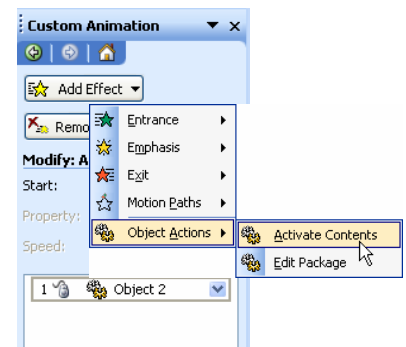 Custom Animation
Add Effect
Remo
Entrance
Emphasis
Modify: A
Exit
Start:
Motion Paths
Property:
Object Actions
Activate Contents
Speed:
Edit Package
1 Object 2